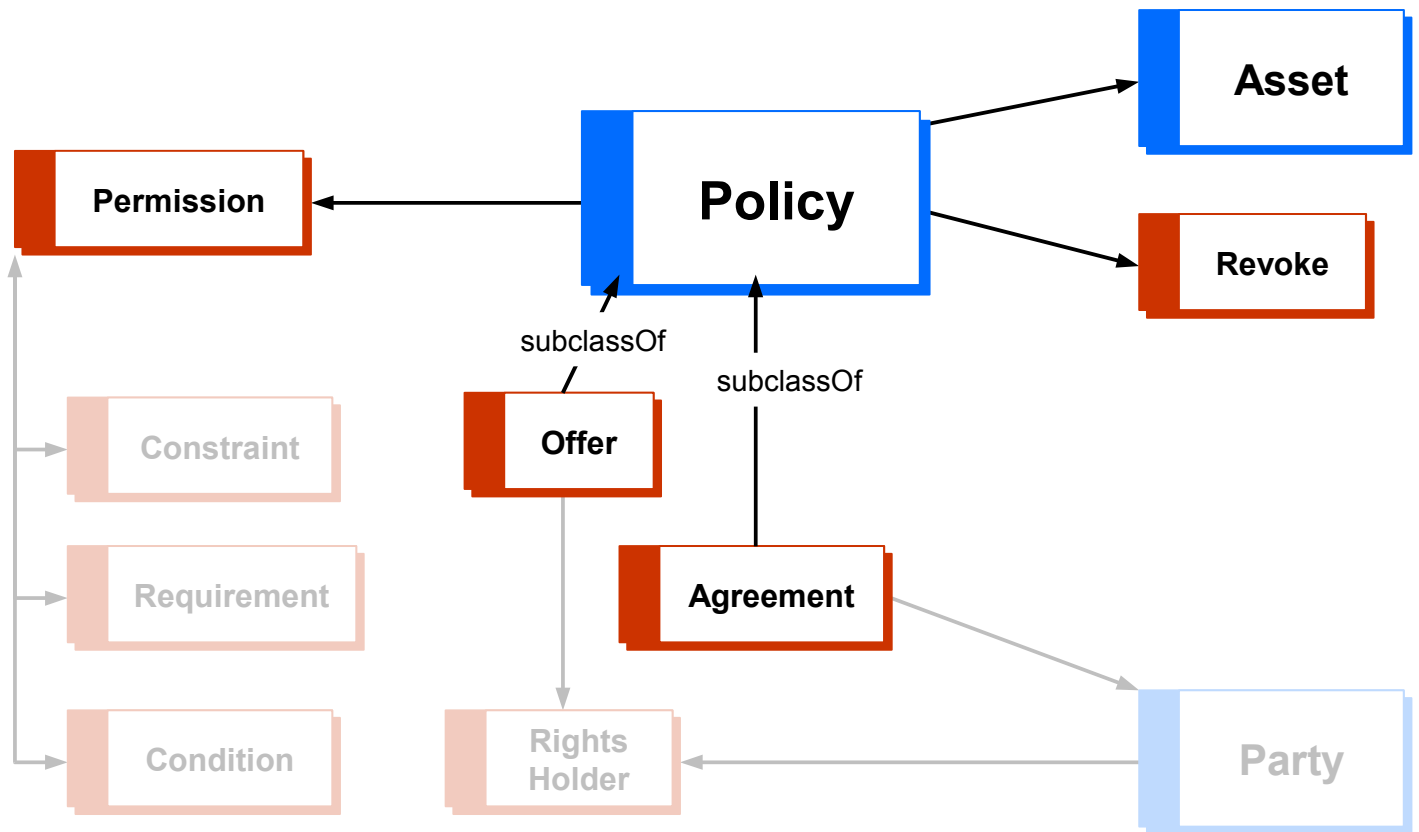 Asset
Policy
Permission
Revoke
subclassOf
subclassOf
Offer
Constraint
Agreement
Requirement
Rights
Holder
Condition
Party